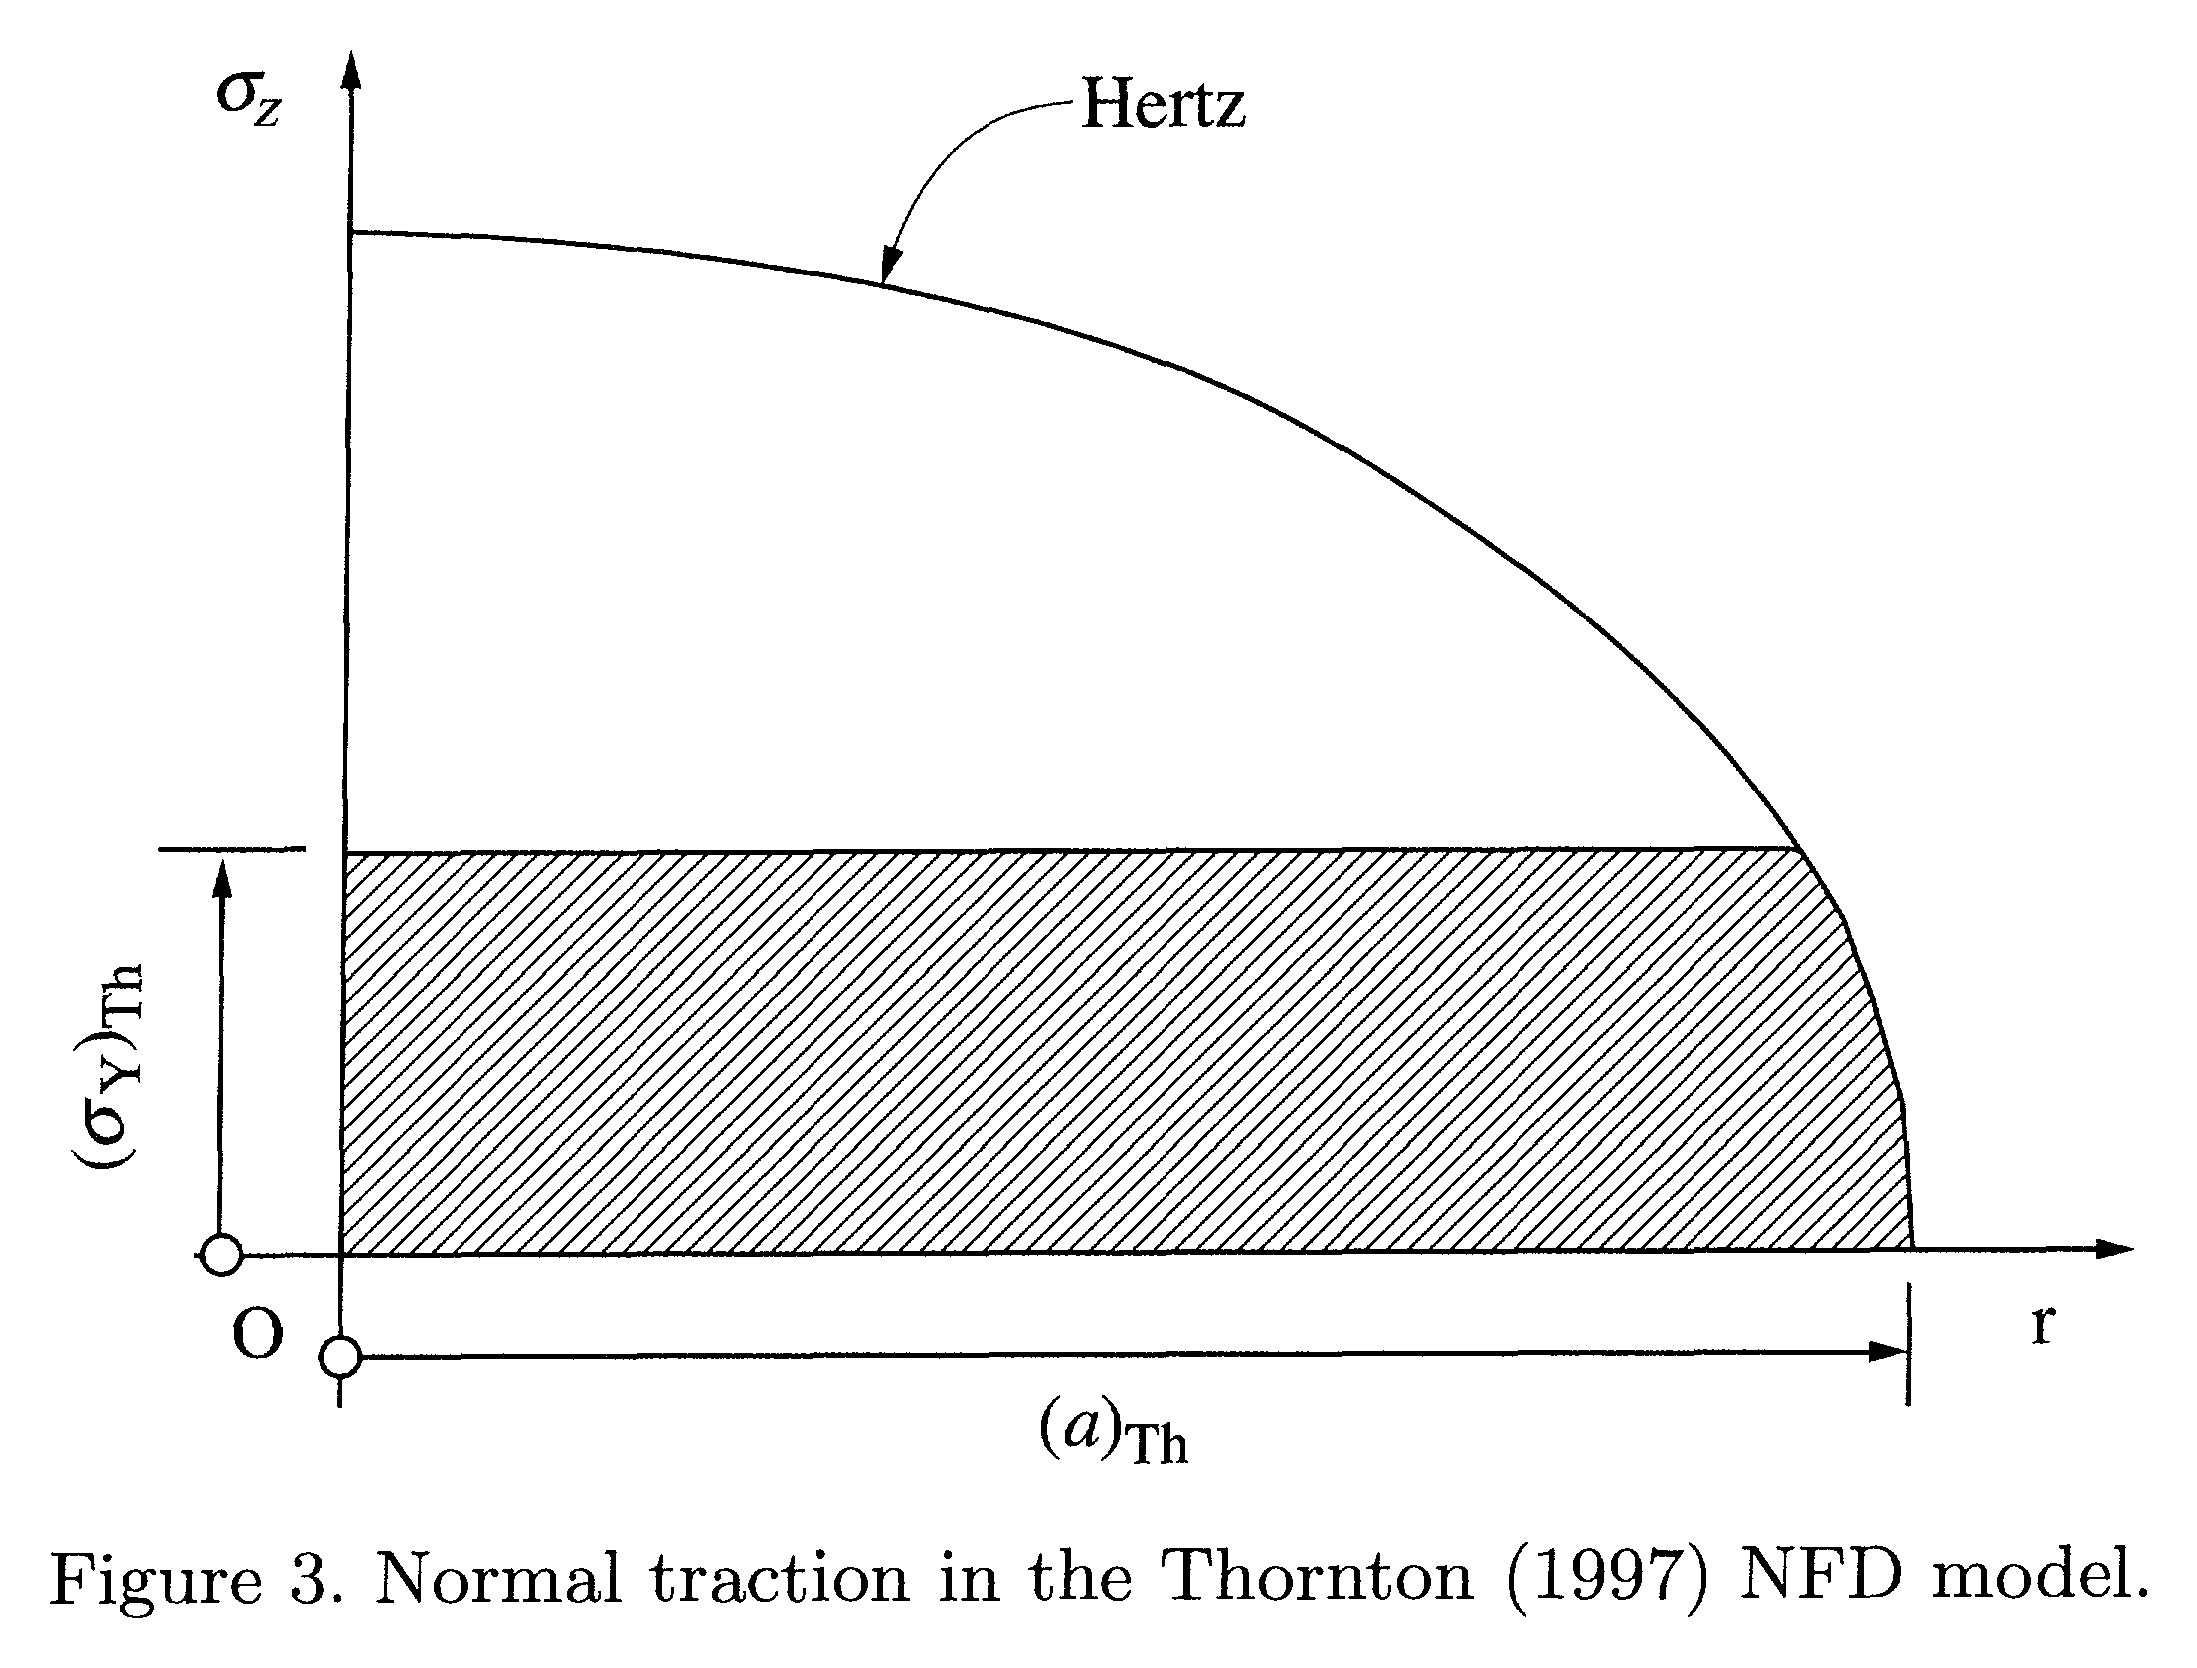 σz
Hertz
(σY)Th
O
r
(a)Th
Figure 3. Normal traction in the Thornton (1997) NFD model.